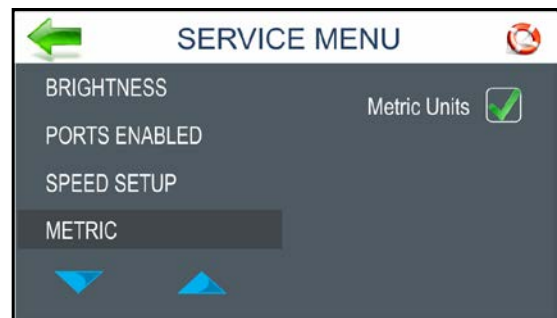 SERVICE MENU
BRIGHTNESS
Metric Units
PORTS ENABLED
SPEED SETUP
METRIC